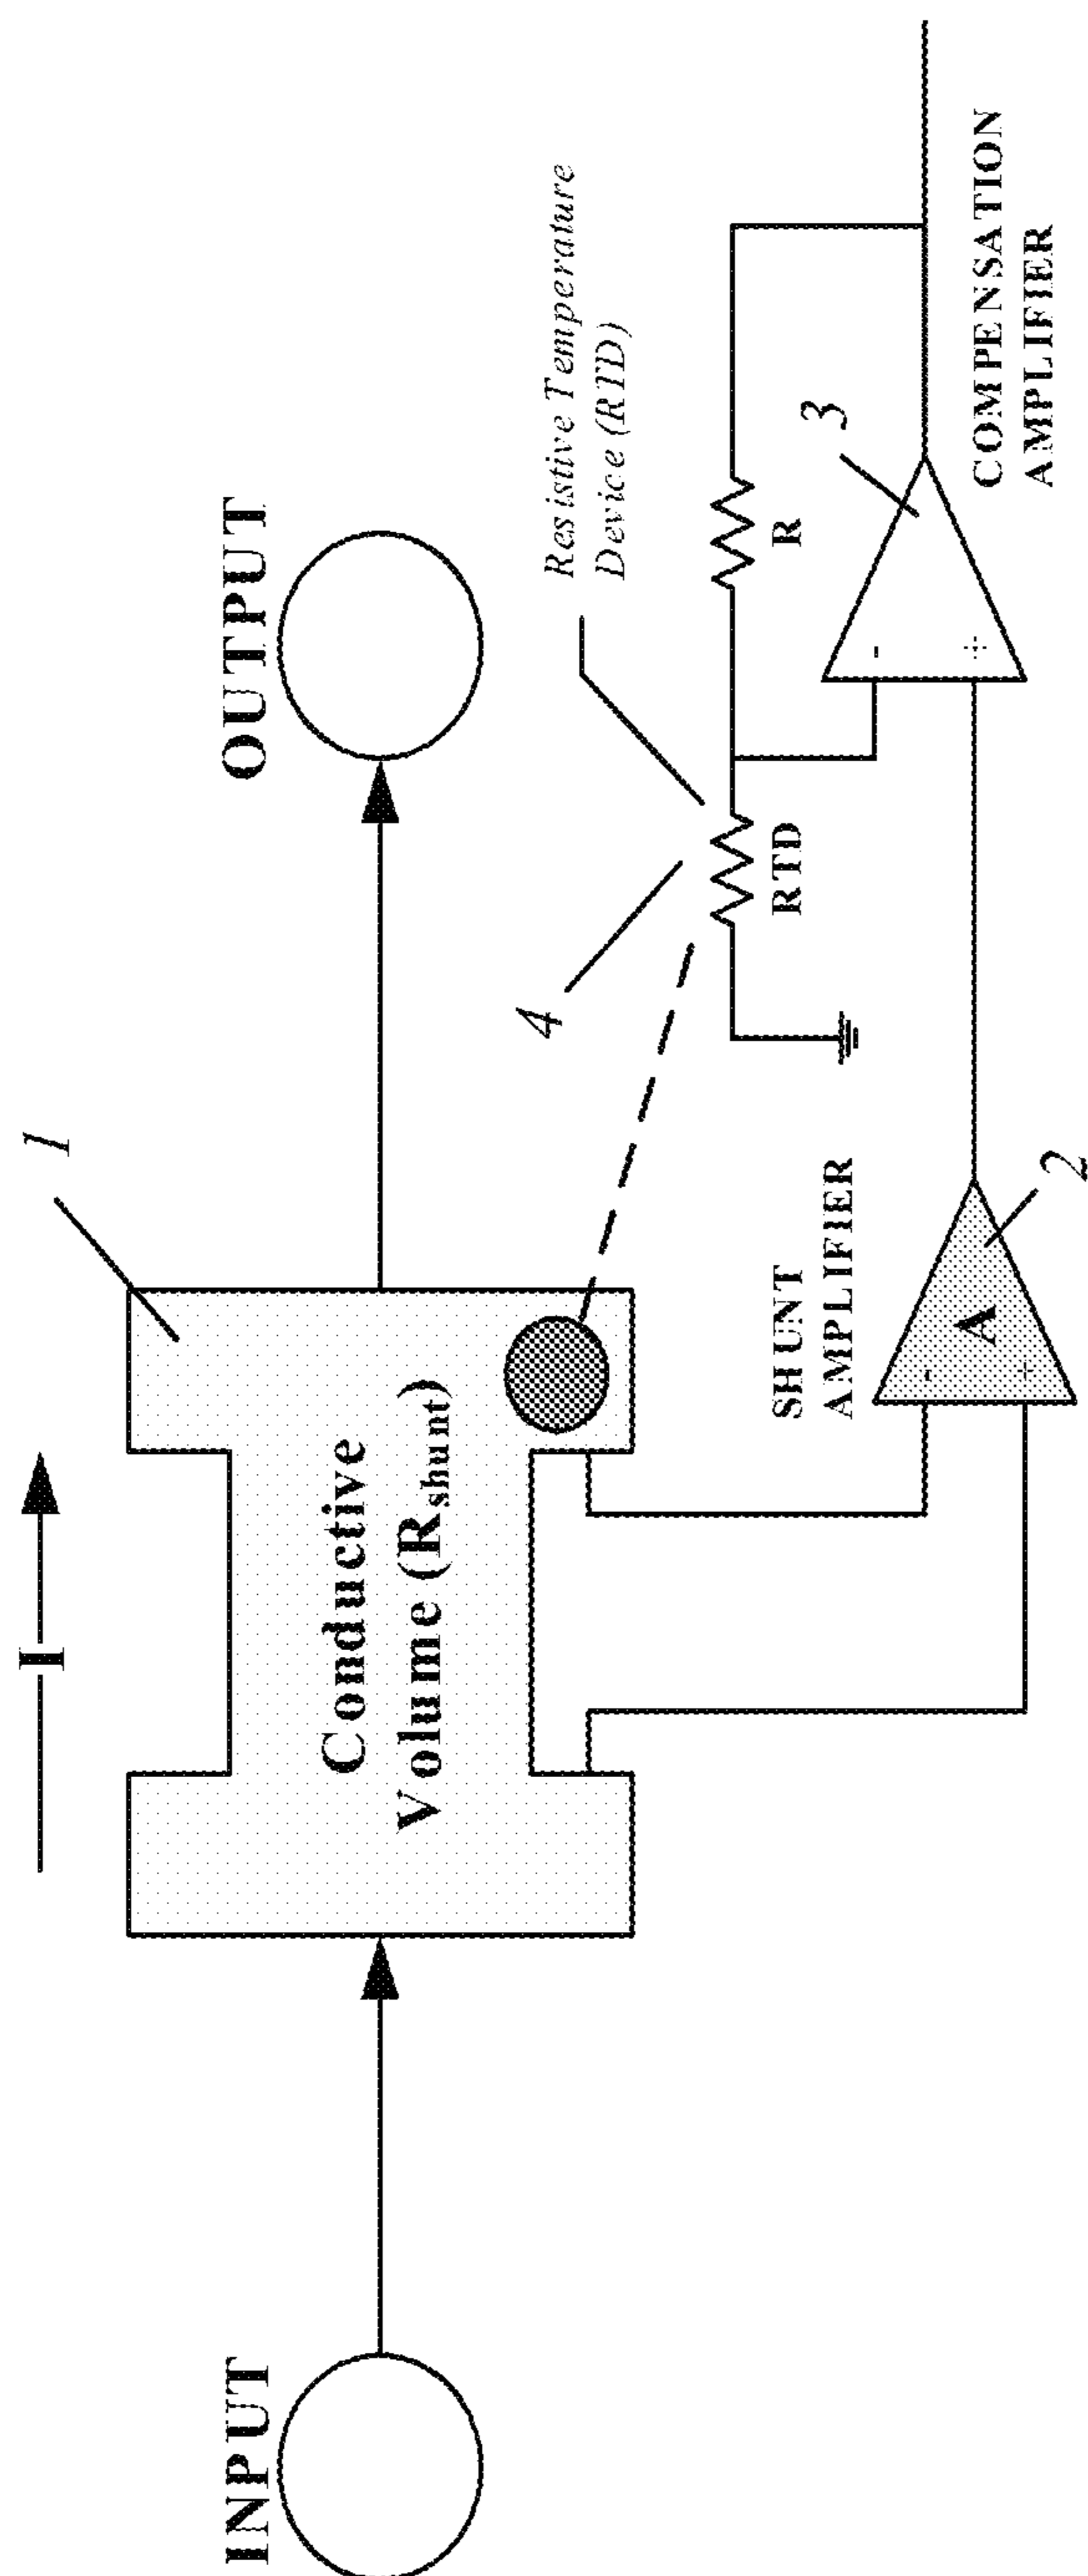 I
1
INPUT
OUTPUT
Conductive
Volume (Rshunt)
Resistive Temperature
Device (RTD)
4
RTD
R
SHUNT
AMPLIFIER
-
+
A
2
-
+
3
COMPENSATION
AMPLIFIER